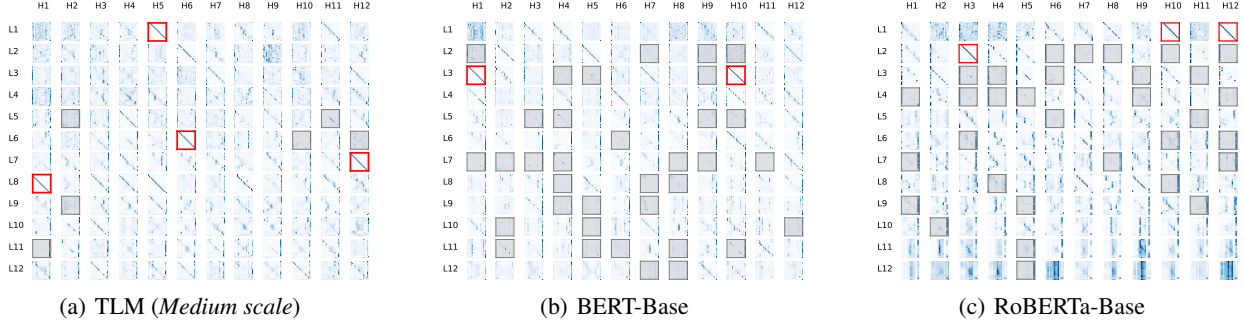 H1 H2 H3 H4 H5 H6 H7 H8 H9 H10 H11 H12
L1
L2
L3
L4
L5
L6
L7
L8
L9
L10
L11
L12
(a) TLM (Medium scale)
H1 H2 H3 H4 H5 H6 H7 H8 H9 H10 H11 H12
L1
L2
L3
L4
L5
L6
L7
L8
L9
L10
L11
L12
(b) BERT-Base
H1 H2 H3 H4 H5 H6 H7 H8 H9 H10 H11 H12
L1
L2
L3
L4
L5
L6
L7
L8
L9
L10
L11
L12
(c) RoBERTa-Base